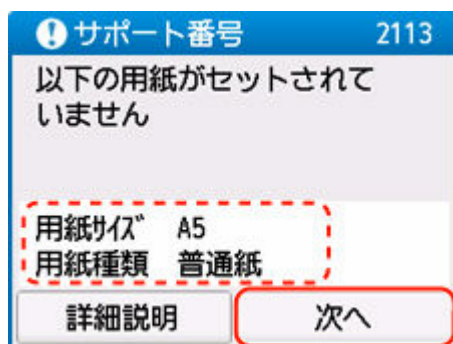 サポート番号 2113
以下の用紙がセットされて
いません
用紙サイズ A5
用紙種類 普通紙
詳細説明 次へ